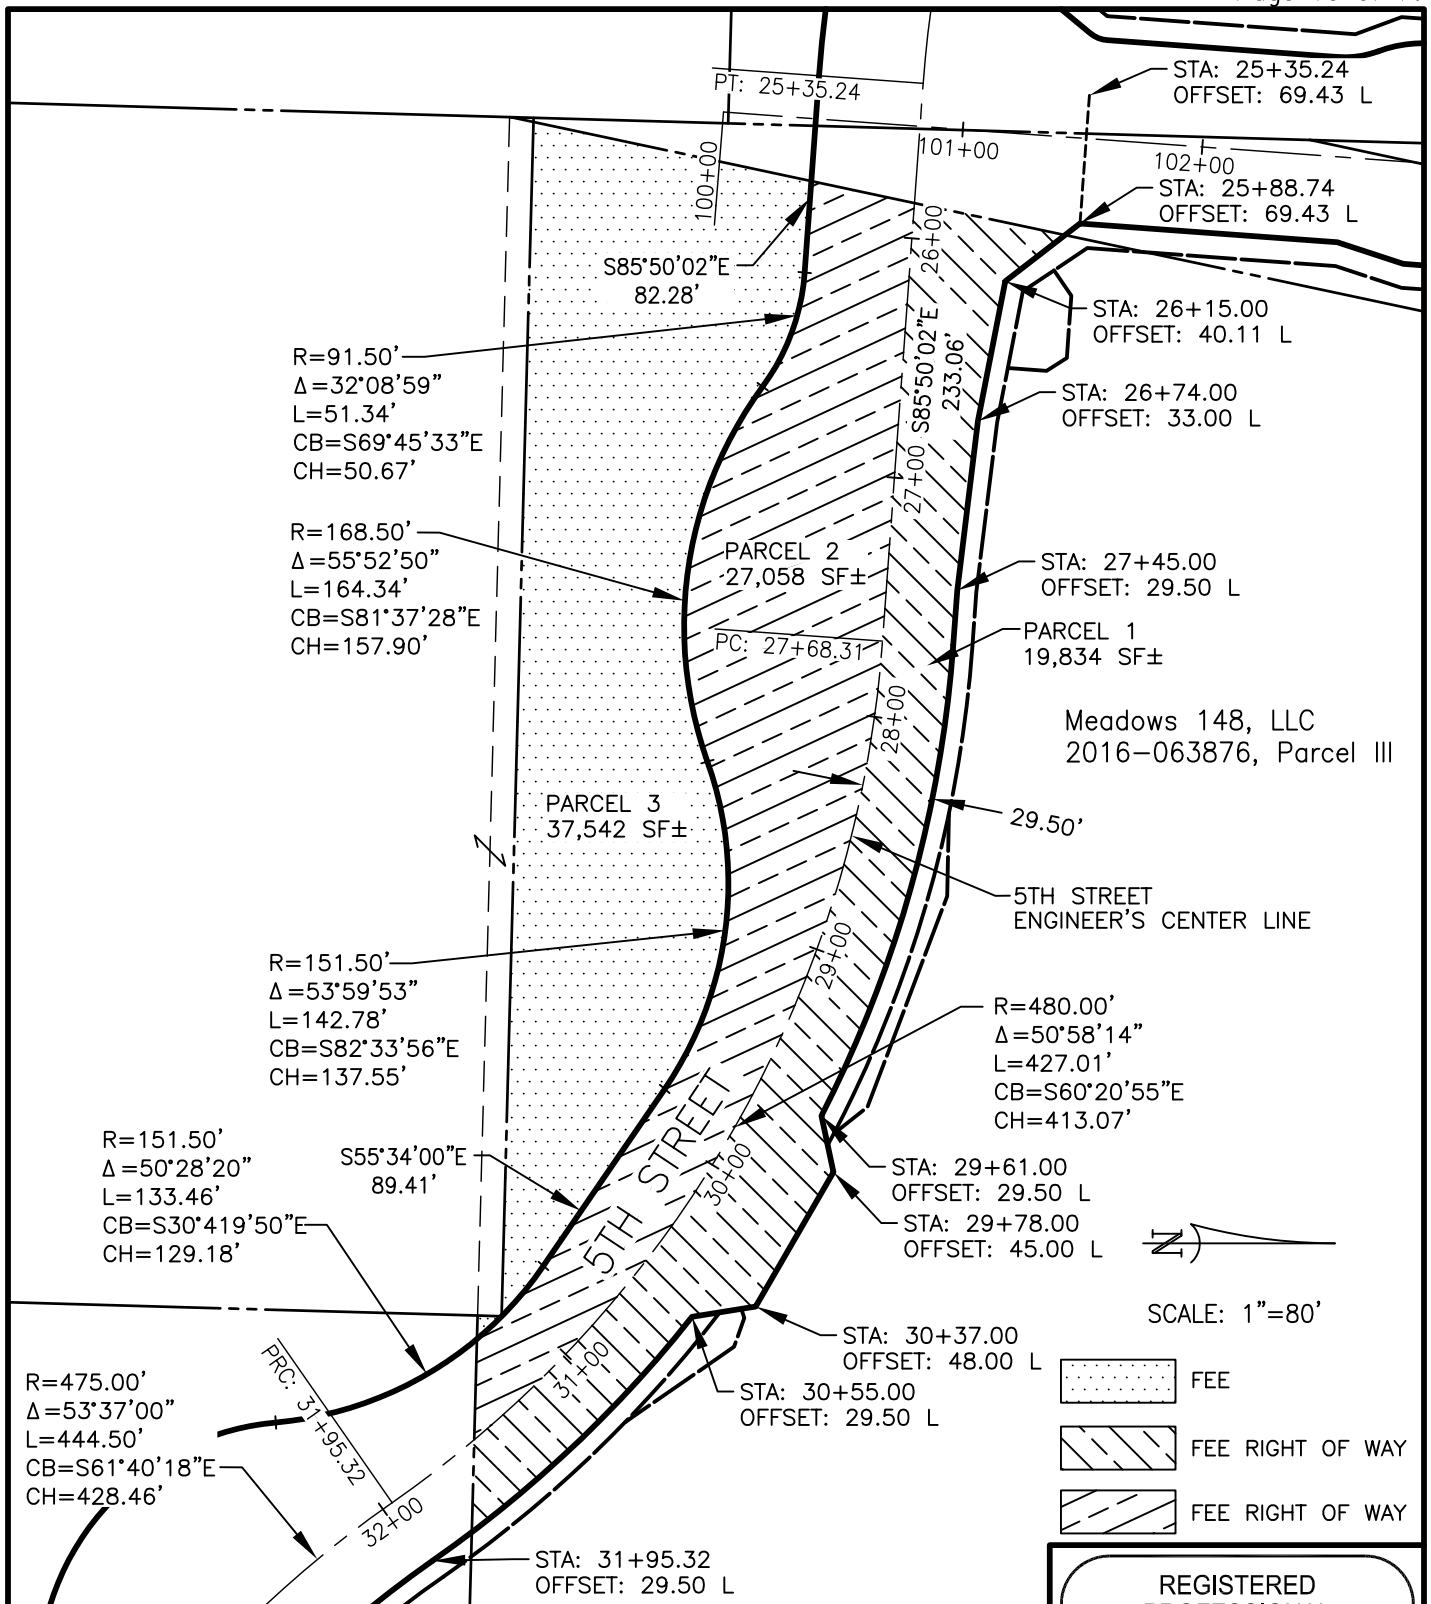 PT: 25+35.24
STA: 25+35.24
OFFSET: 69.43 L
100+00
101+00
102+00
STA: 25+88.74
OFFSET: 69.43 L
26+00
S85°50'02"E
82.28'
S85°50'02"E
233.06'
STA: 26+15.00
OFFSET: 40.11 L
R=91.50'
Δ=32°08'59"
L=51.34'
CB=S69°45'33"E
CH=50.67'
STA: 26+74.00
OFFSET: 33.00 L
27+00
R=168.50'
Δ=55°52'50"
L=164.34'
CB=S81°37'28"E
CH=157.90'
PARCEL 2
27,058 SF±
STA: 27+45.00
OFFSET: 29.50 L
PC: 27+68.31
PARCEL 1
19,834 SF±
28+00
Meadows 148, LLC
2016-063876, Parcel III
PARCEL 3
37,542 SF±
29.50'
5TH STREET
ENGINEER'S CENTER LINE
29+00
R=151.50'
Δ=53°59'53"
L=142.78'
CB=S82°33'56"E
CH=137.55'
R=480.00'
Δ=50°58'14"
L=427.01'
CB=S60°20'55"E
CH=413.07'
R=151.50'
Δ=50°28'20"
L=133.46'
CB=S30°419'50"E
CH=129.18'
S55°34'00"E
89.41'
5TH STREET
30+00
STA: 29+61.00
OFFSET: 29.50 L
STA: 29+78.00
OFFSET: 45.00 L
N
SCALE: 1"=80'
STA: 30+37.00
OFFSET: 48.00 L
31+00
STA: 30+55.00
OFFSET: 29.50 L
PRC: 31+95.32
R=475.00'
Δ=53°37'00"
L=444.50'
CB=S61°40'18"E
CH=428.46'
32+00
FEE
FEE RIGHT OF WAY
FEE RIGHT OF WAY
STA: 31+95.32
OFFSET: 29.50 L
REGISTERED